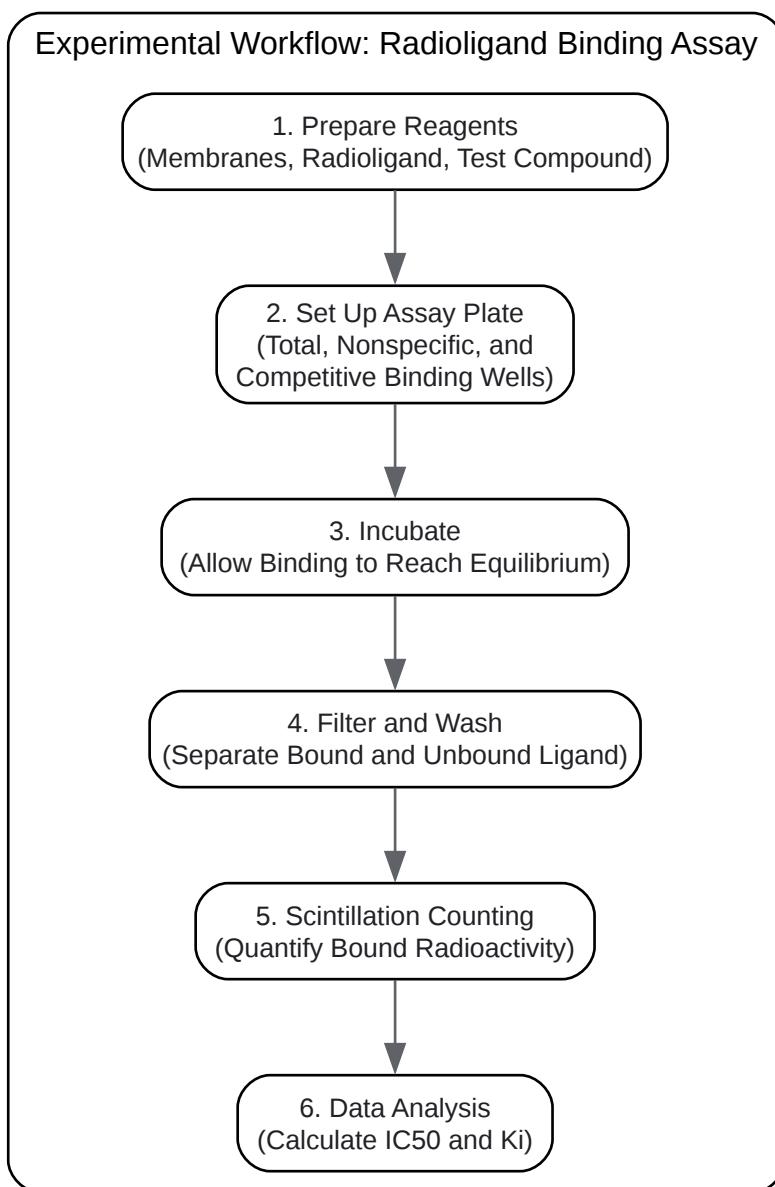 Experimental Workflow: Radioligand Binding Assay
1. Prepare Reagents
(Membranes, Radioligand, Test Compound)
2. Set Up Assay Plate
(Total, Nonspecific, and
Competitive Binding Wells)
3. Incubate
(Allow Binding to Reach Equilibrium)
4. Filter and Wash
(Separate Bound and Unbound Ligand)
5. Scintillation Counting
(Quantify Bound Radioactivity)
6. Data Analysis
(Calculate IC50 and Ki)